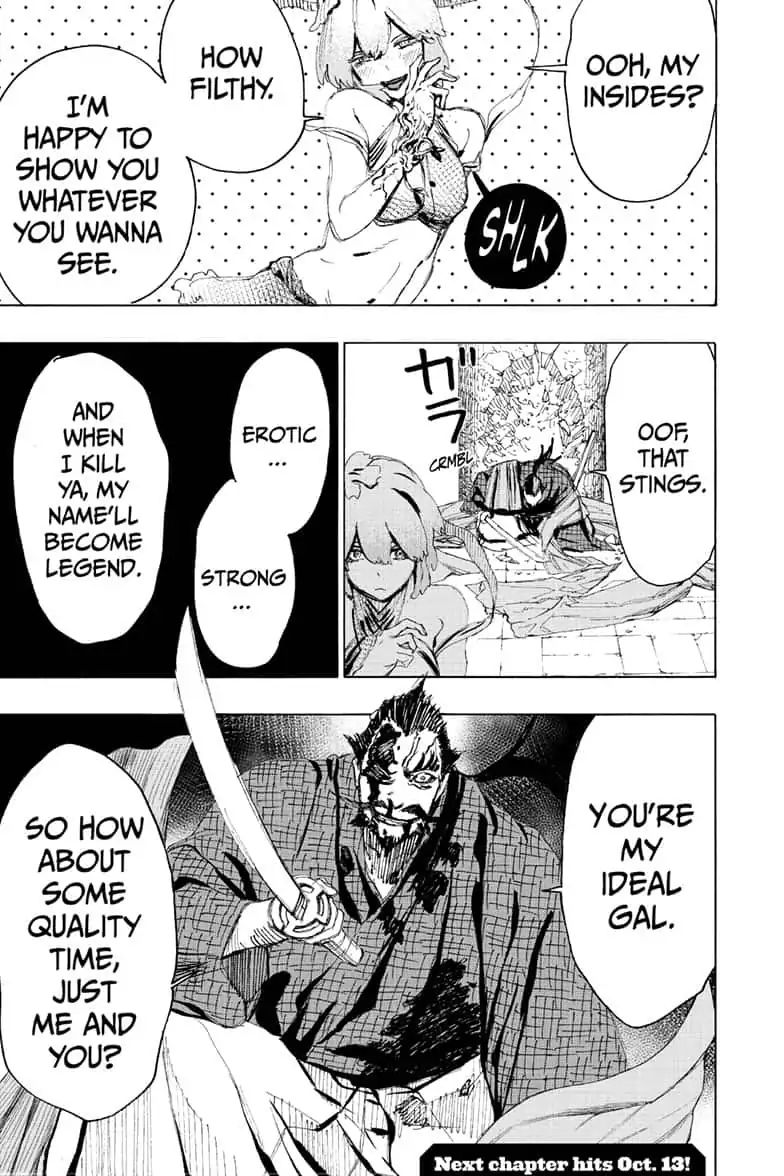 OOH, MY
INSIDES?
HOW
FILTHY.
I'M
HAPPY TO
SHOW YOU
WHATEVER
YOU WANNA
SEE.
SHLK
OOF,
THAT
STINGS.
ガラ
CRMBL
EROTIC
...
STRONG
...
AND
WHEN
I KILL
YA, MY
NAME'LL
BECOME
LEGEND.
YOU'RE
MY
IDEAL
GAL.
SO HOW
ABOUT
SOME
QUALITY
TIME,
JUST
ME AND
YOU?
Next chapter hits Oct. 13!